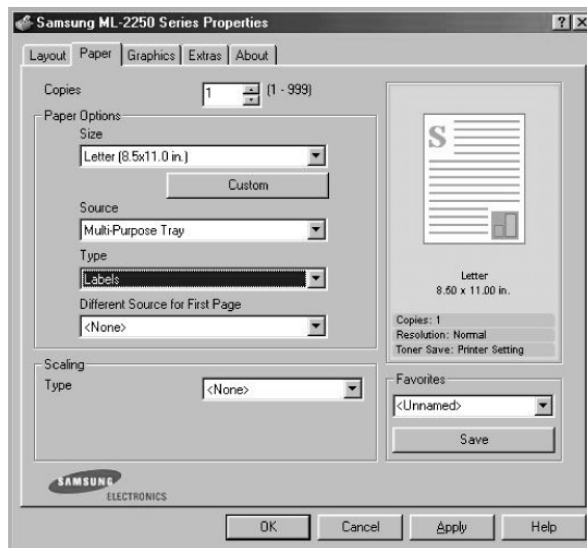 Samsung ML-2250 Series Properties
Layout Paper Graphics Extras About
Copies 1 (1 - 999)
Paper Options
Size
Letter (8.5x11.0 in.)
Custom
Source
Multi-Purpose Tray
Type
Labels
Different Source for First Page
<None>
Scaling
Type <None>
SAMSUNG
ELECTRONICS
S
Letter
8.50 x 11.00 in.
Copies: 1
Resolution: Normal
Toner Save: Printer Setting
Favorites
<Unnamed>
Save
OK Cancel Apply Help